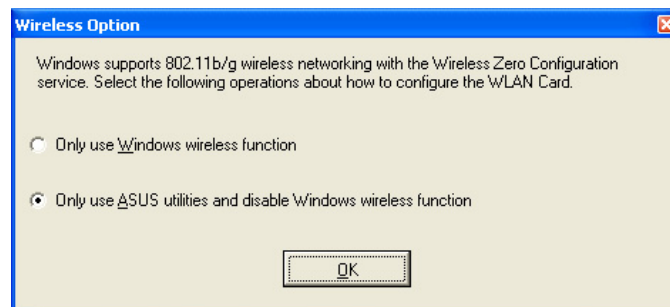 Wireless Option
Windows supports 802.11b/g wireless networking with the Wireless Zero Configuration
service. Select the following operations about how to configure the WLAN Card.
Only use Windows wireless function
Only use ASUS utilities and disable Windows wireless function
OK